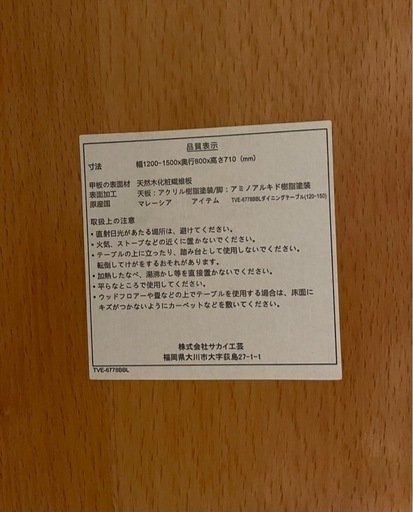 品質表示
寸法 幅1200-1500x奥行800x高さ710（mm）
甲板の表面材 天然木化粧繊維板
表面加工 天板：アクリル樹脂塗装/脚：アミノアルキド樹脂塗装
原産国 マレーシア アイテム TVE-6778BBLダイニングテーブル(120-150)
取扱上の注意
・直射日光があたる場所は、避けてください。
・火気、ストーブなどの近くに置かないでください。
・テーブルの上に立ったり、踏み台として使用しないでください。
転倒してけがをするおそれがあります。
・加熱したなべ、湯沸かし等を直接置かないでください。
・平らなところで使用してください。
・ウッドフロアーや畳などの上でテーブルを使用する場合は、床面に
キズがつかないようにカーペットなどを敷いてください。
株式会社サカイ工芸
福岡県大川市大字荻島27-1-1
TVE-6778BBL